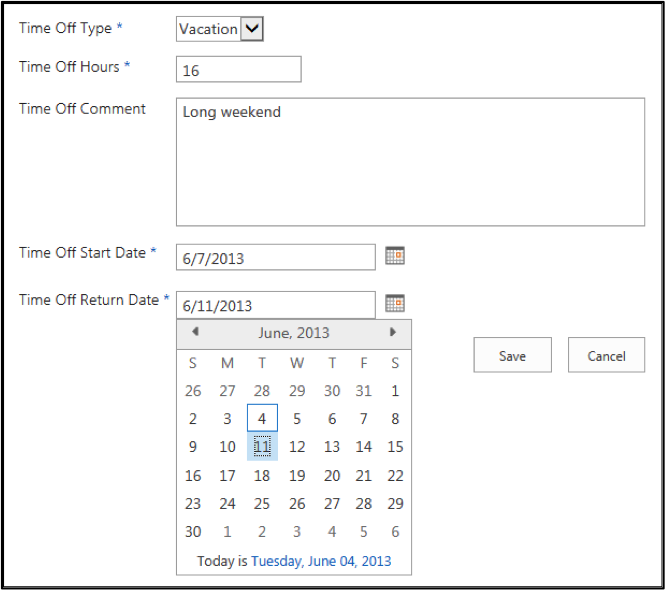 Time Off Type *
Vacation
Time Off Hours *
16
Time Off Comment
Long weekend
Time Off Start Date *
6/7/2013
Time Off Return Date *
6/11/2013
June, 2013
S M T W T F S
26 27 28 29 30 31 1
2 3 4 5 6 7 8
9 10 11 12 13 14 15
16 17 18 19 20 21 22
23 24 25 26 27 28 29
30 1 2 3 4 5 6
Today is Tuesday, June 04, 2013
Save
Cancel